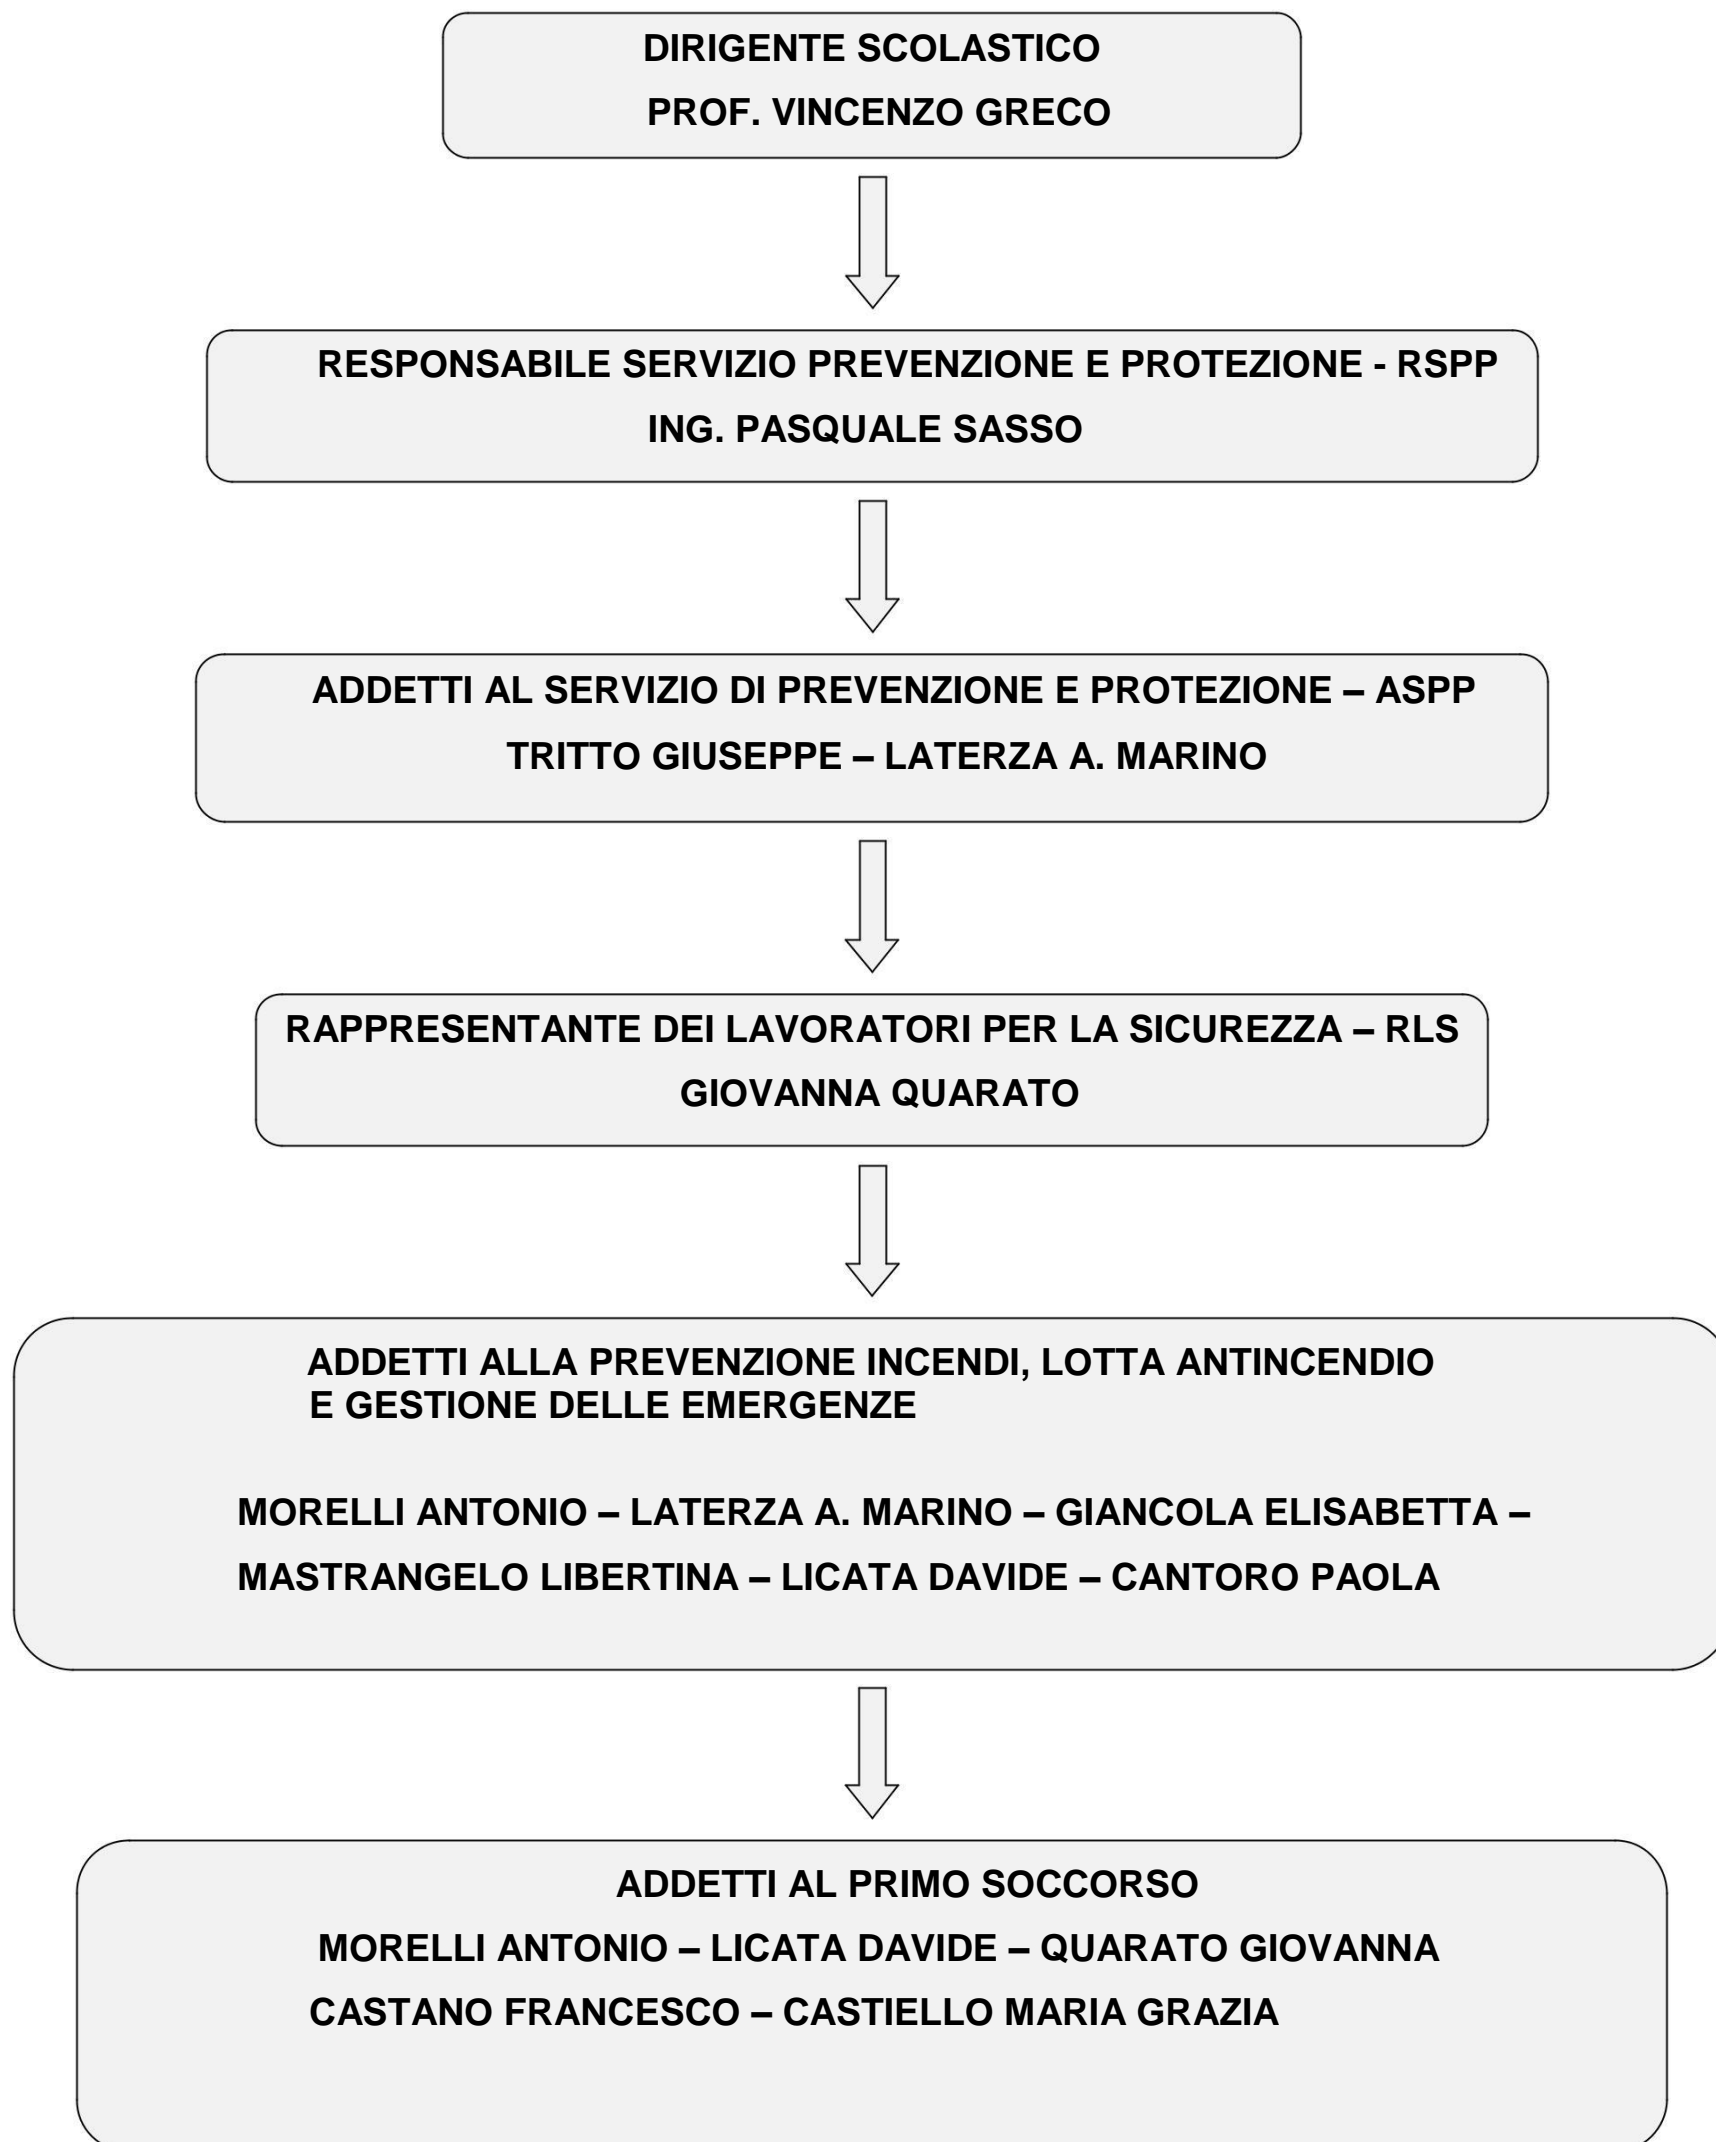 DIRIGENTE SCOLASTICO
PROF. VINCENZO GRECO
RESPONSABILE SERVIZIO PREVENZIONE E PROTEZIONE - RSPP
ING. PASQUALE SASSO
ADDETTI AL SERVIZIO DI PREVENZIONE E PROTEZIONE – ASPP
TRITTO GIUSEPPE – LATERZA A. MARINO
RAPPRESENTANTE DEI LAVORATORI PER LA SICUREZZA – RLS
GIOVANNA QUARATO
ADDETTI ALLA PREVENZIONE INCENDI, LOTTA ANTINCENDIO
E GESTIONE DELLE EMERGENZE
MORELLI ANTONIO – LATERZA A. MARINO – GIANCOLA ELISABETTA –
MASTRANGELO LIBERTINA – LICATA DAVIDE – CANTORO PAOLA
ADDETTI AL PRIMO SOCCORSO
MORELLI ANTONIO – LICATA DAVIDE – QUARATO GIOVANNA
CASTANO FRANCESCO – CASTIELLO MARIA GRAZIA